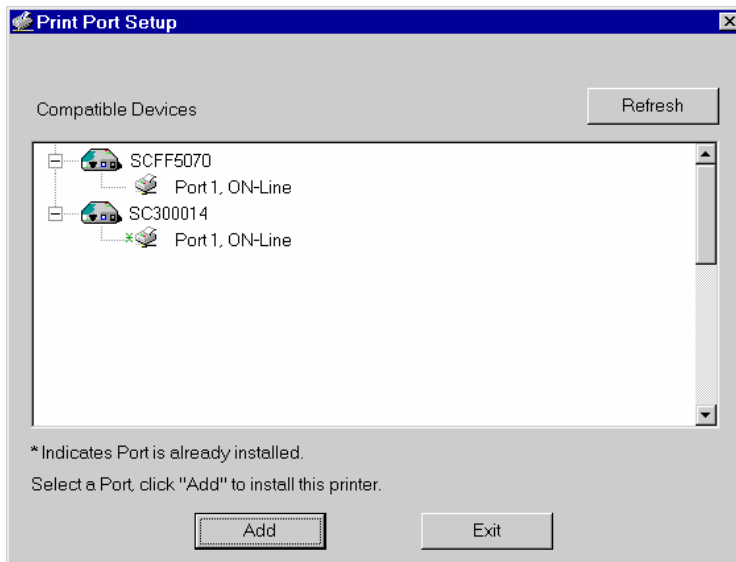 Print Port Setup
Compatible Devices
Refresh
SCFF5070
Port 1, ON-Line
SC300014
* Port 1, ON-Line
* Indicates Port is already installed.
Select a Port, click "Add" to install this printer.
Add
Exit